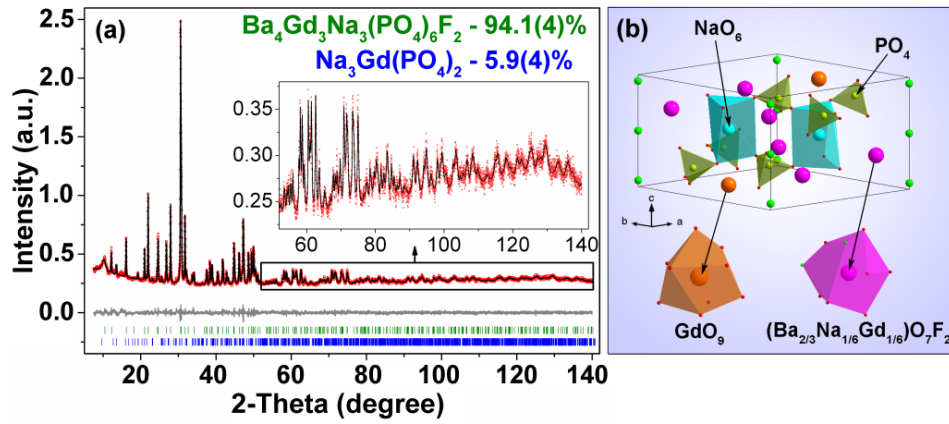 (a)
Ba₄Gd₃Na₃(PO₄)₆F₂ - 94.1(4)%
Na₃Gd(PO₄)₂ - 5.9(4)%
Intensity (a.u.)
2.5
2.0
1.5
1.0
0.5
0.0
0.35
0.30
0.25
60 80 100 120 140
20 40 60 80 100 120 140
2-Theta (degree)
(b)
NaO₆
PO₄
c
b
a
GdO₉
(Ba₂/₃Na₁/₆Gd₁/₆)O₇F₂